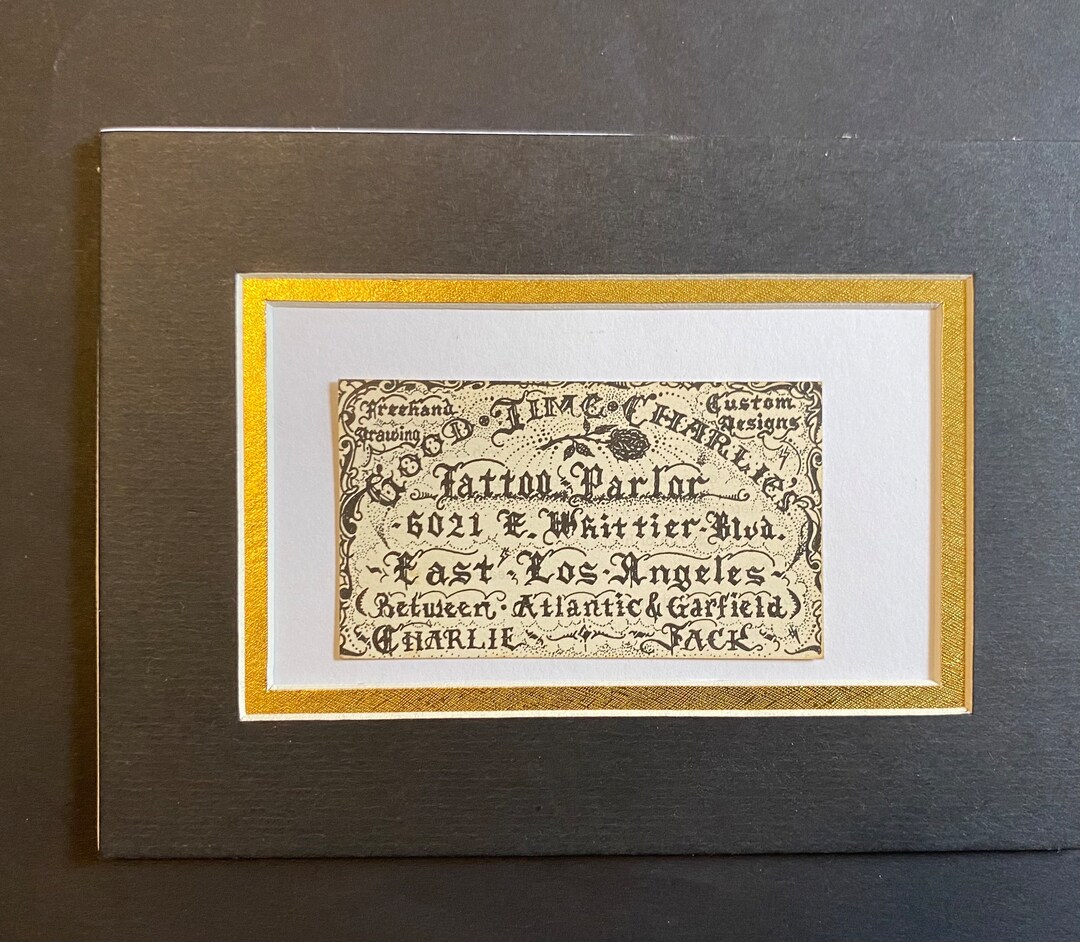 Freehand Drawing
GOOD • TIME • CHARLIE'S
Custom Designs
Tattoo Parlor
-6021 E. Whittier-Blvd.
-East Los-Angeles-
(Between • Atlantic & Garfield)
CHARLIE JACK